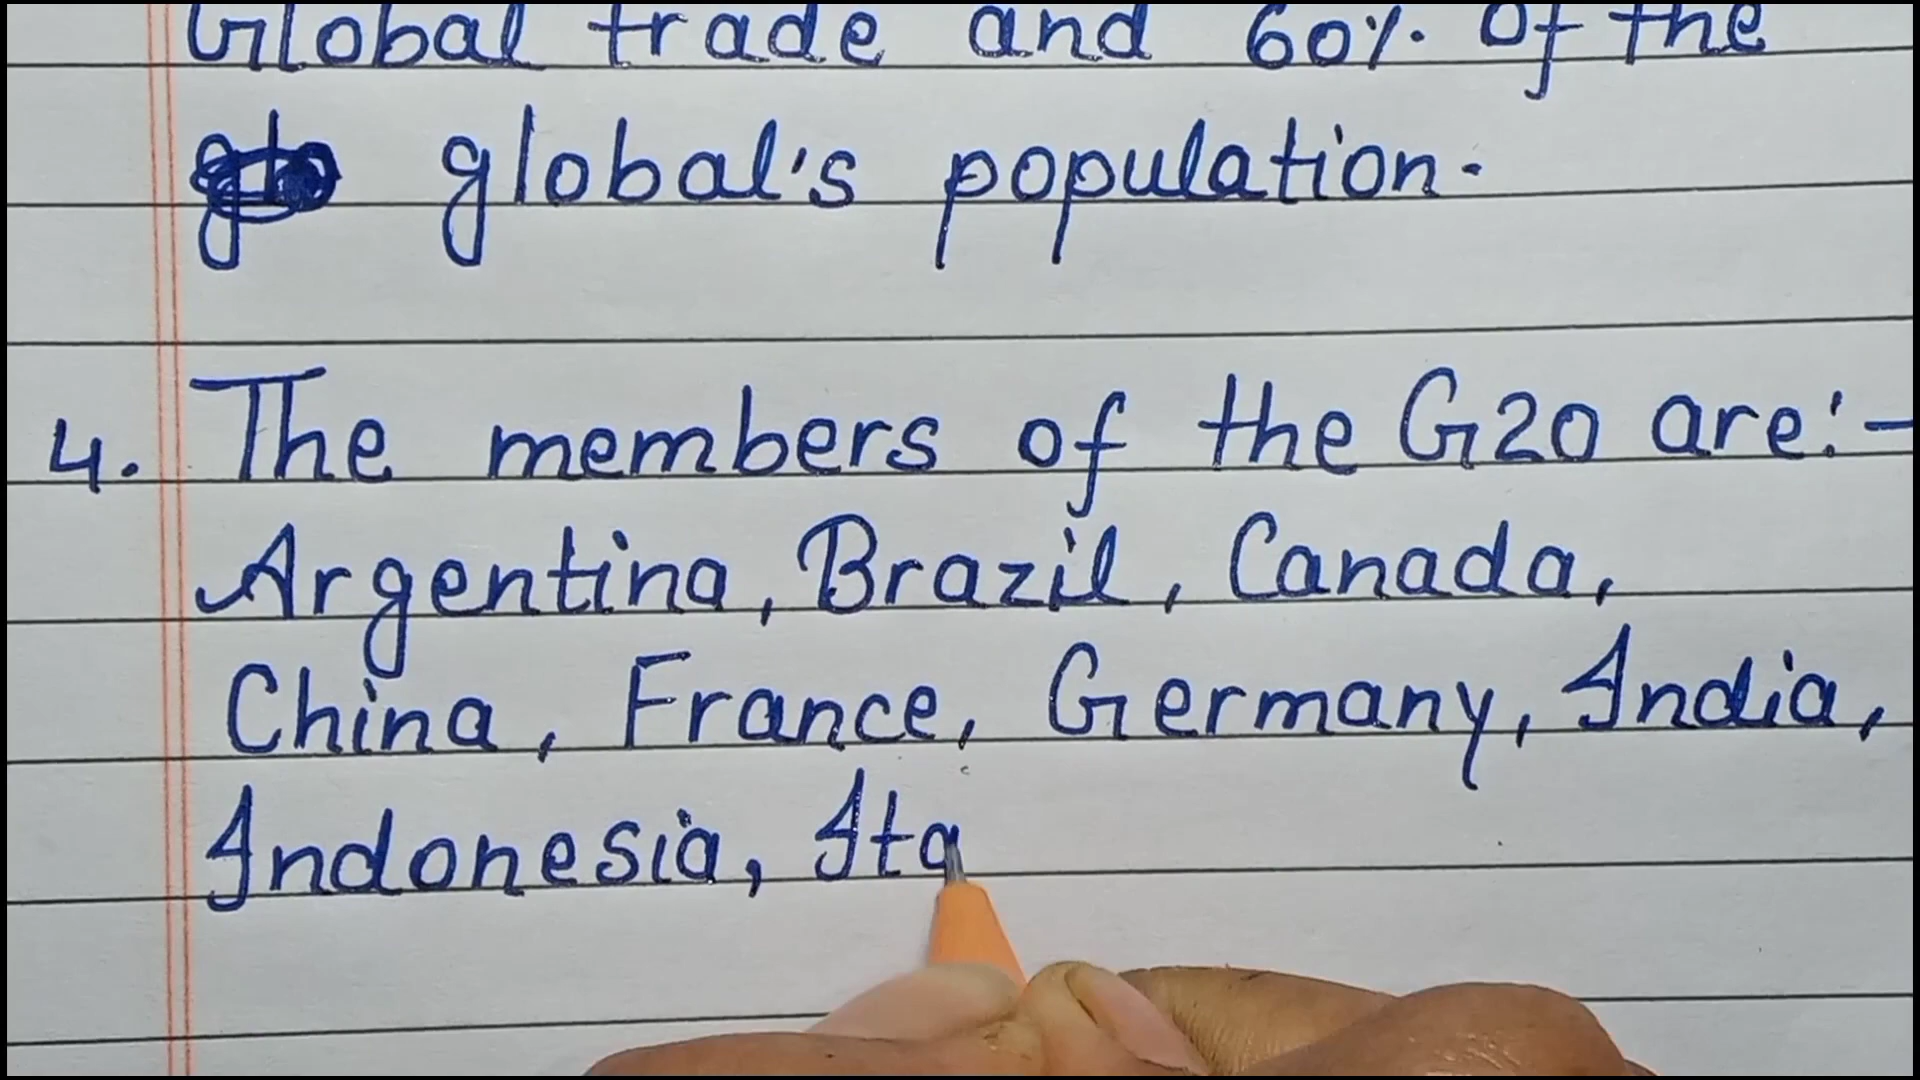 Global trade and 60% of the
global's population.
4. The members of the G20 are:-
Argentina, Brazil, Canada,
China, France, Germany, India,
Indonesia, Ita